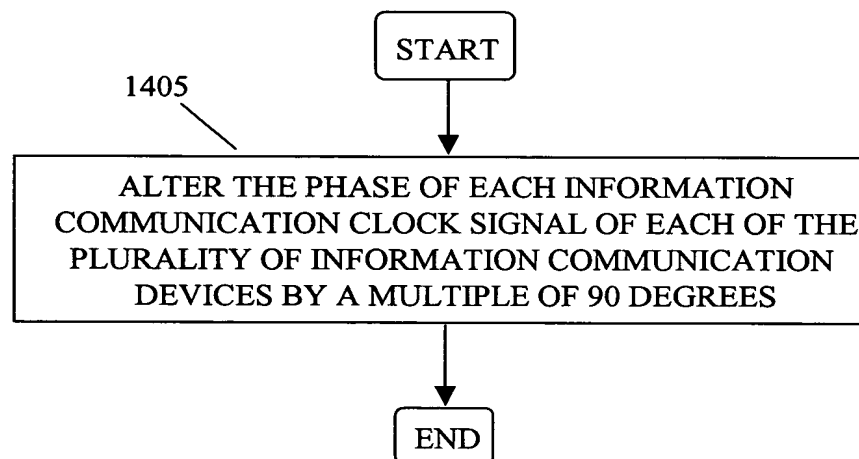 START
1405
ALTER THE PHASE OF EACH INFORMATION
COMMUNICATION CLOCK SIGNAL OF EACH OF THE
PLURALITY OF INFORMATION COMMUNICATION
DEVICES BY A MULTIPLE OF 90 DEGREES
END